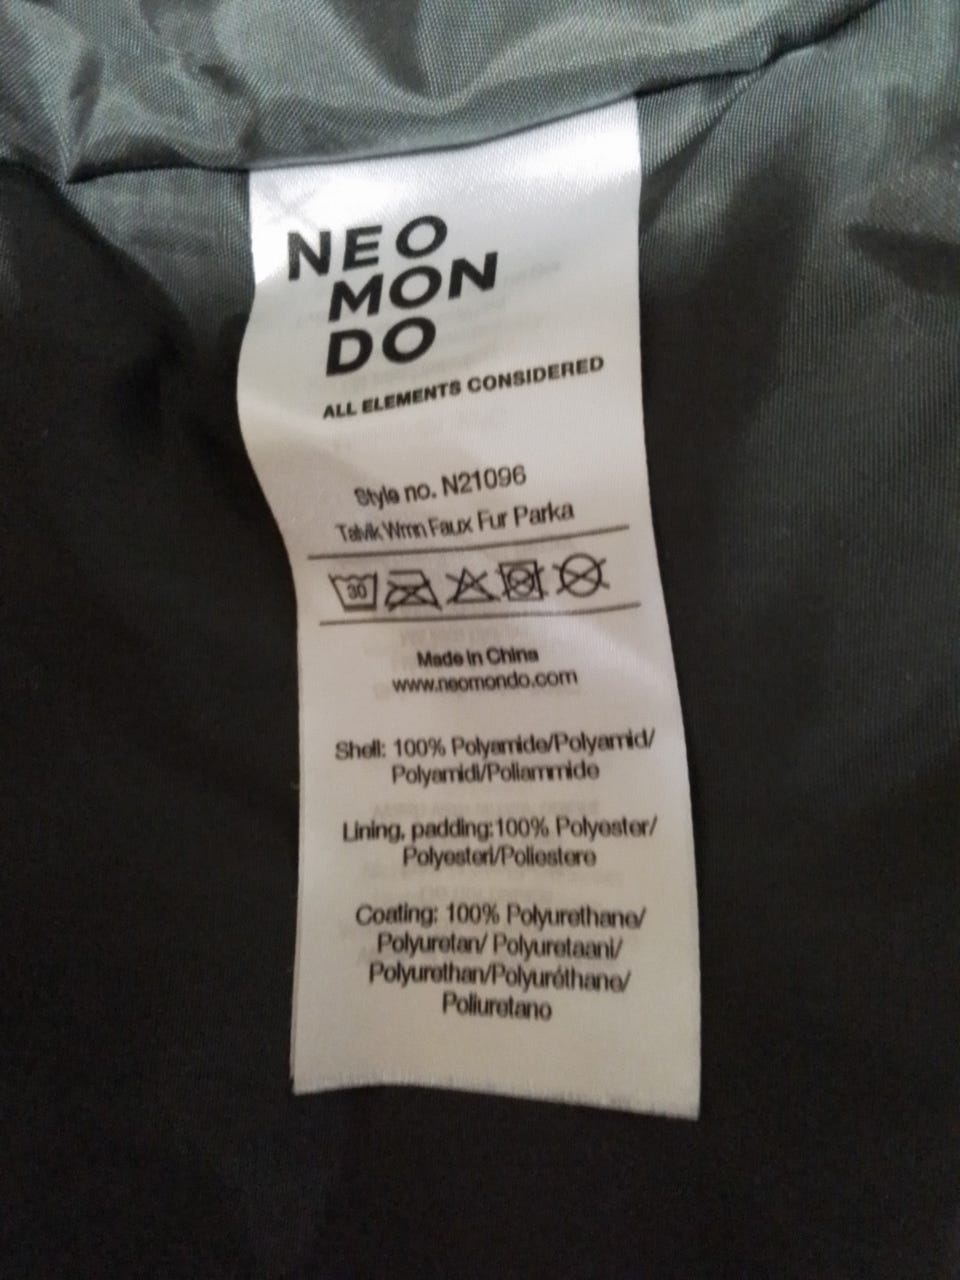 NEO
MON
DO
ALL ELEMENTS CONSIDERED
Style no. N21096
Talvik Wmn Faux Fur Parka
30
Made in China
www.neomondo.com
Shell: 100% Polyamide/Polyamid/
Polyamidi/Poliammide
Lining, padding:100% Polyester/
Polyesteri/Poliestere
Coating: 100% Polyurethane/
Polyuretan/ Polyuretaani/
Polyurethan/Polyuréthane/
Poliuretano